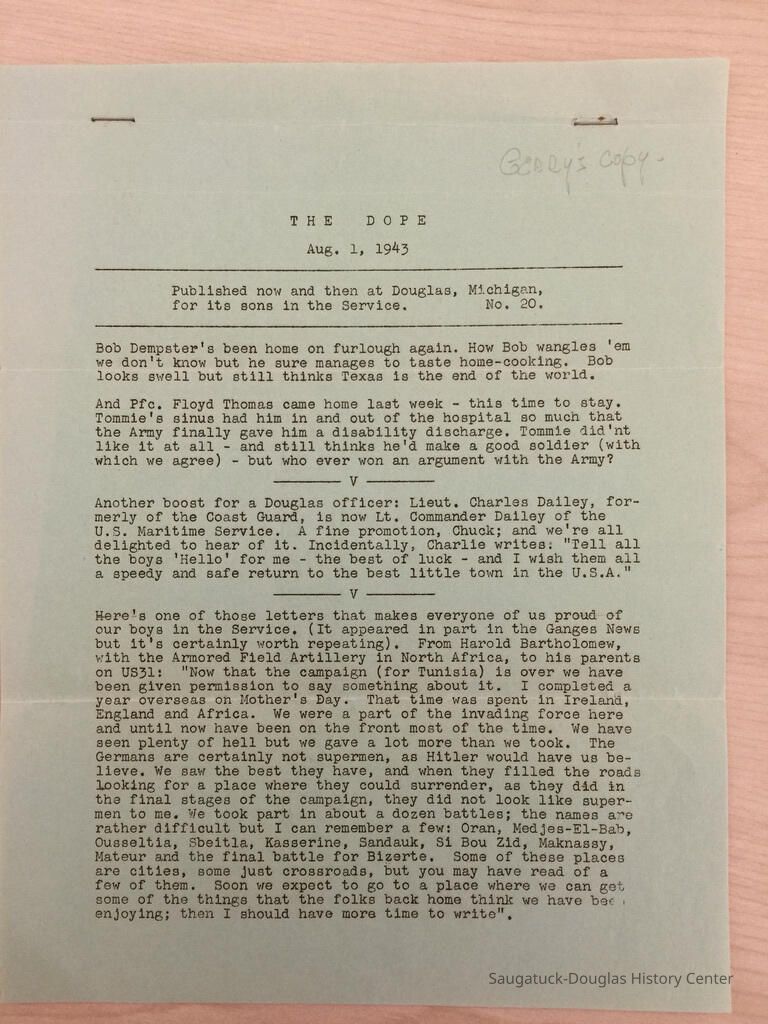 Gerry's copy.
THE DOPE
Aug. 1, 1943
Published now and then at Douglas, Michigan,
for its sons in the Service. No. 20.
Bob Dempster's been home on furlough again. How Bob wangles 'em
we don't know but he sure manages to taste home-cooking. Bob
looks swell but still thinks Texas is the end of the world.
And Pfc. Floyd Thomas came home last week - this time to stay.
Tommie's sinus had him in and out of the hospital so much that
the Army finally gave him a disability discharge. Tommie did'nt
like it at all - and still thinks he'd make a good soldier (with
which we agree) - but who ever won an argument with the Army?
V
Another boost for a Douglas officer: Lieut. Charles Dailey, for-
merly of the Coast Guard, is now Lt. Commander Dailey of the
U.S. Maritime Service. A fine promotion, Chuck; and we're all
delighted to hear of it. Incidentally, Charlie writes: "Tell all
the boys 'Hello' for me - the best of luck - and I wish them all
a speedy and safe return to the best little town in the U.S.A."
V
Here's one of those letters that makes everyone of us proud of
our boys in the Service. (It appeared in part in the Ganges News
but it's certainly worth repeating). From Harold Bartholomew,
with the Armored Field Artillery in North Africa, to his parents
on US31: "Now that the campaign (for Tunisia) is over we have
been given permission to say something about it. I completed a
year overseas on Mother's Day. That time was spent in Ireland,
England and Africa. We were a part of the invading force here
and until now have been on the front most of the time. We have
seen plenty of hell but we gave a lot more than we took. The
Germans are certainly not supermen, as Hitler would have us be-
lieve. We saw the best they have, and when they filled the roads
looking for a place where they could surrender, as they did in
the final stages of the campaign, they did not look like super-
men to me. We took part in about a dozen battles; the names are
rather difficult but I can remember a few: Oran, Medjes-El-Bab,
Ousseltia, Sbeitla, Kasserine, Sandauk, Si Bou Zid, Maknassy,
Mateur and the final battle for Bizerte. Some of these places
are cities, some just crossroads, but you may have read of a
few of them. Soon we expect to go to a place where we can get
some of the things that the folks back home think we have been
enjoying; then I should have more time to write".
Saugatuck-Douglas History Center